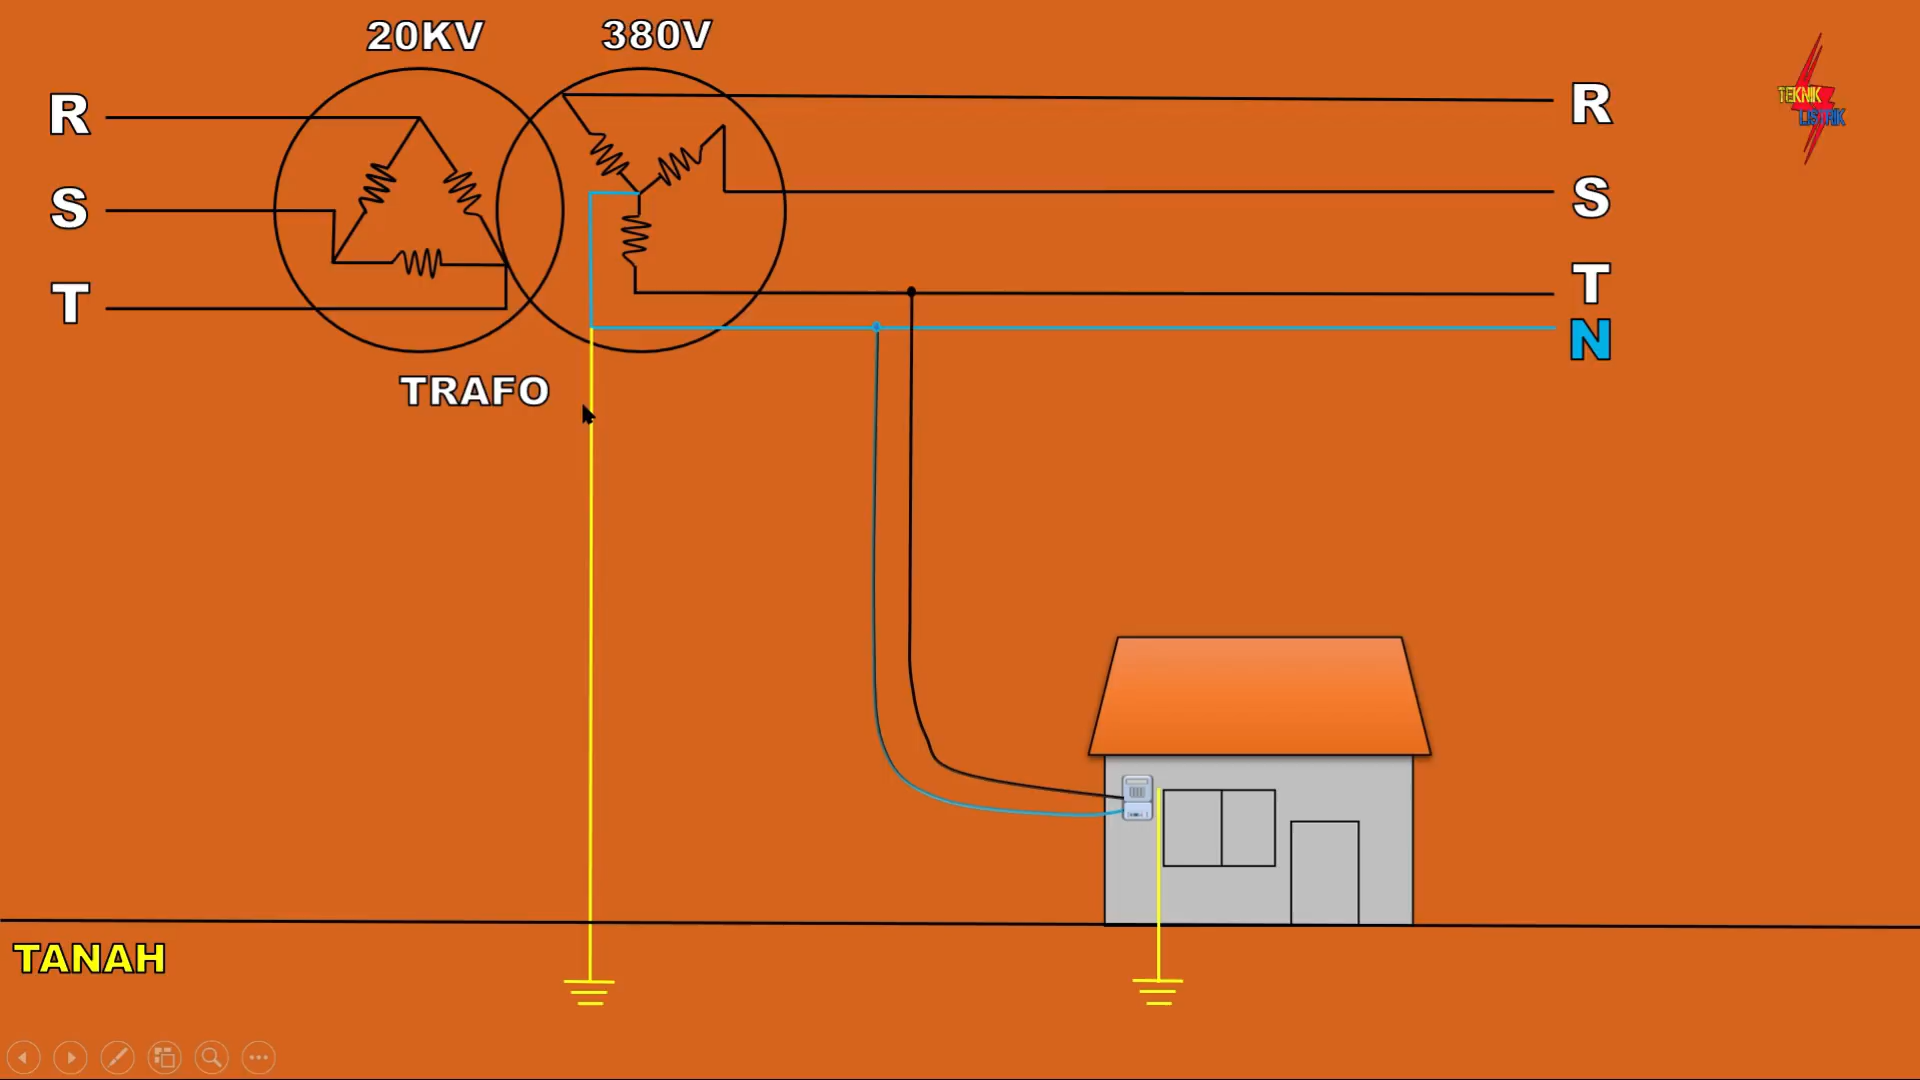 20KV
380V
R
S
T
R
S
T
N
TRAFO
TANAH
TEKNIK
LISTRIK